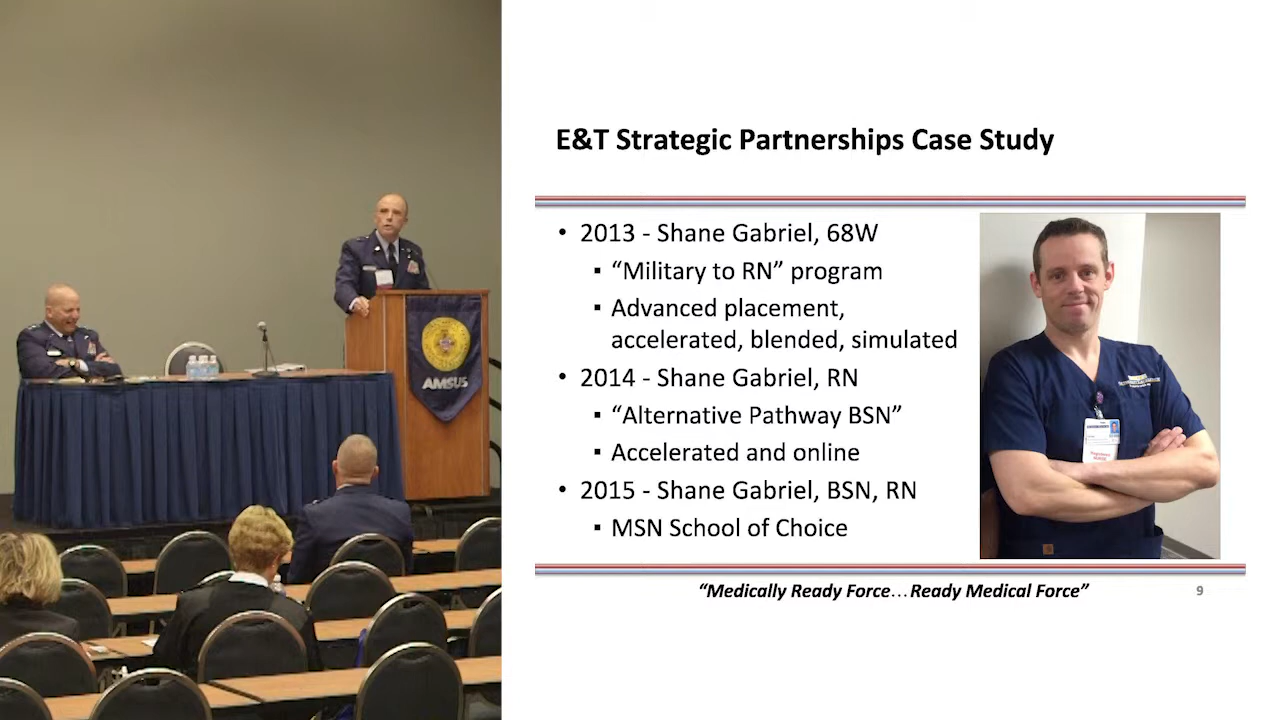 E&T Strategic Partnerships Case Study
• 2013 - Shane Gabriel, 68W
▪ “Military to RN” program
▪ Advanced placement,
accelerated, blended, simulated
• 2014 - Shane Gabriel, RN
▪ “Alternative Pathway BSN”
▪ Accelerated and online
• 2015 - Shane Gabriel, BSN, RN
▪ MSN School of Choice
“Medically Ready Force…Ready Medical Force”
9
AMSUS